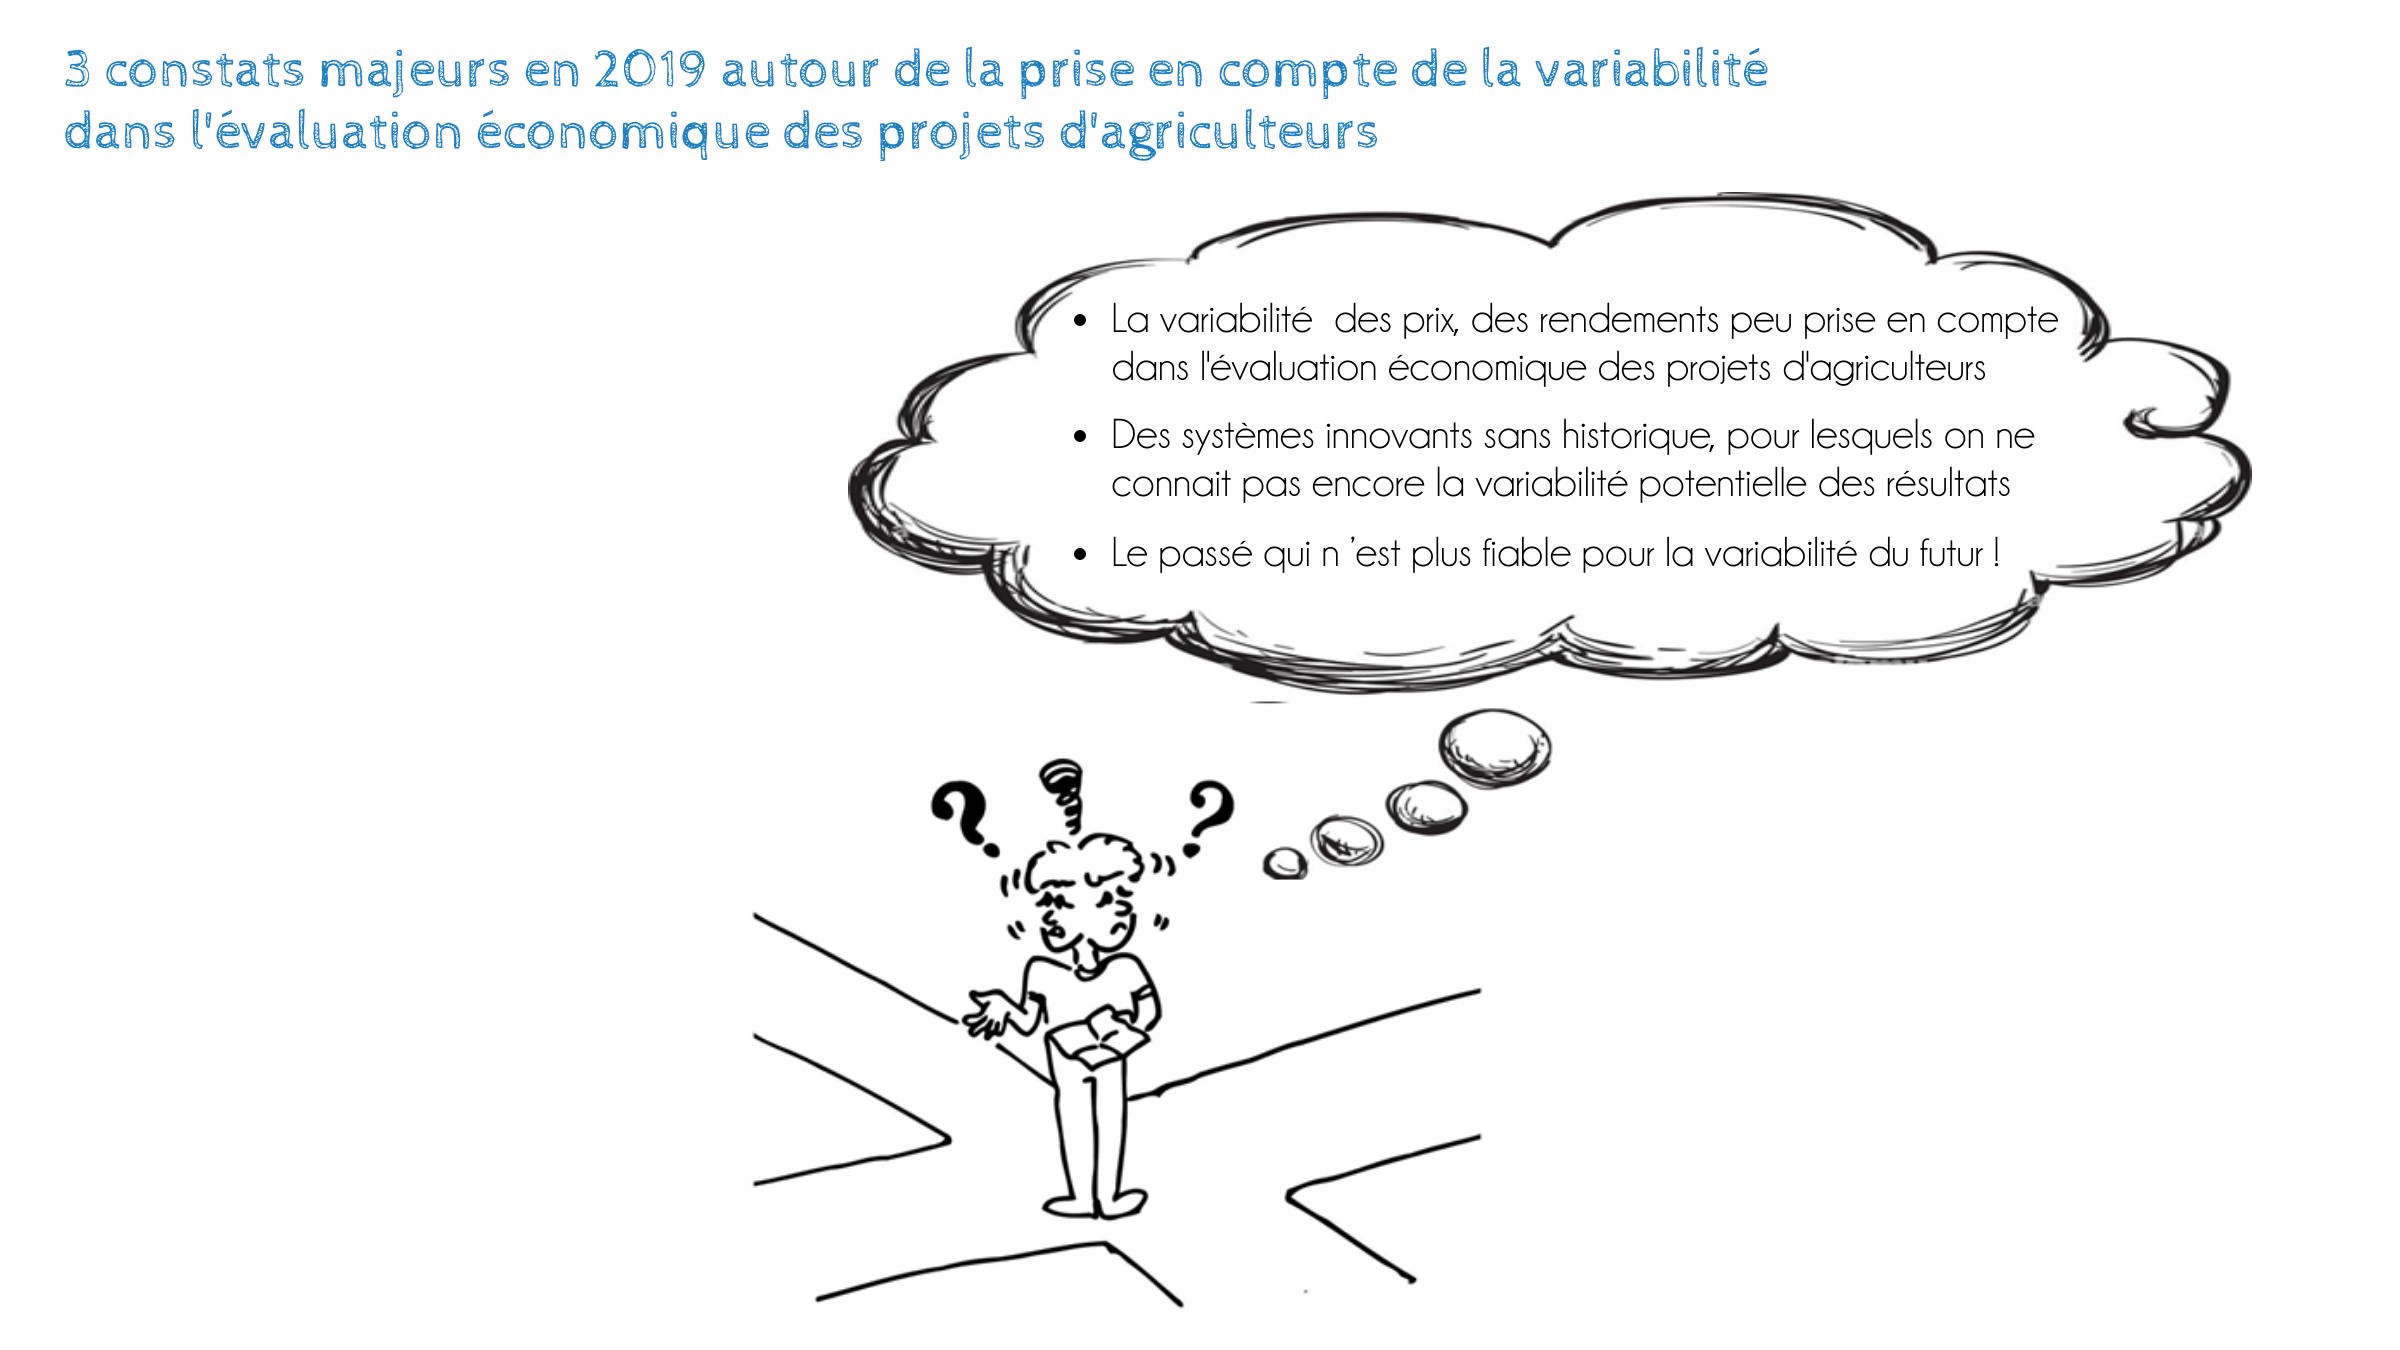 3 constats majeurs en 2019 autour de la prise en compte de la variabilité
dans l'évaluation économique des projets d'agriculteurs
• La variabilité  des prix, des rendements peu prise en compte
dans l'évaluation économique des projets d'agriculteurs
• Des systèmes innovants sans historique, pour lesquels on ne
connait pas encore la variabilité potentielle des résultats
• Le passé qui n ’est plus fiable pour la variabilité du futur !
? ?